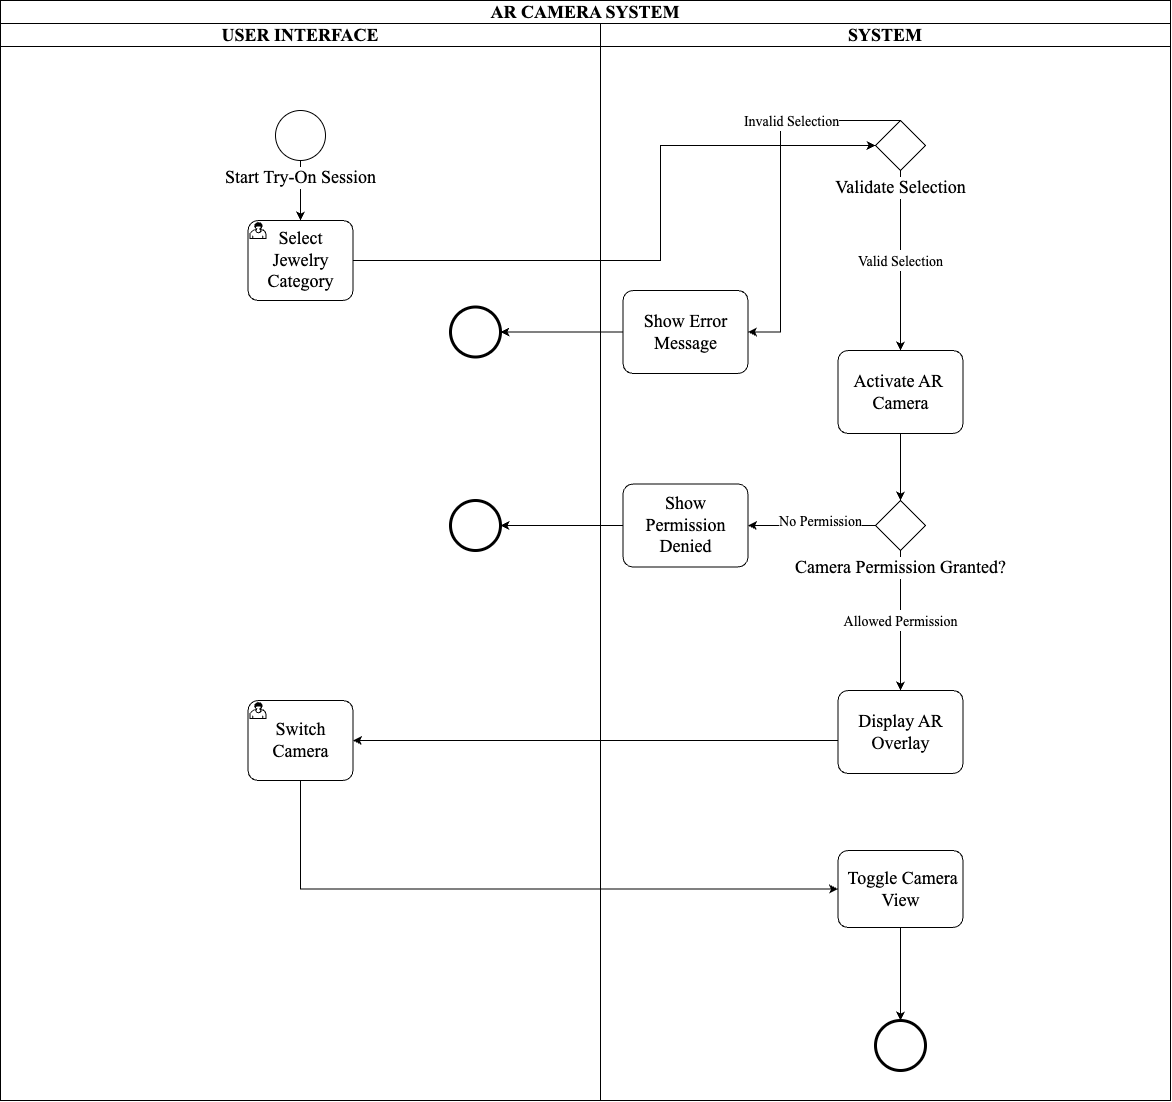 AR CAMERA SYSTEM
USER INTERFACE
SYSTEM
Start Try-On Session
Select
Jewelry
Category
Invalid Selection
Validate Selection
Valid Selection
Show Error
Message
Activate AR
Camera
Show
Permission
Denied
No Permission
Camera Permission Granted?
Allowed Permission
Switch
Camera
Display AR
Overlay
Toggle Camera
View